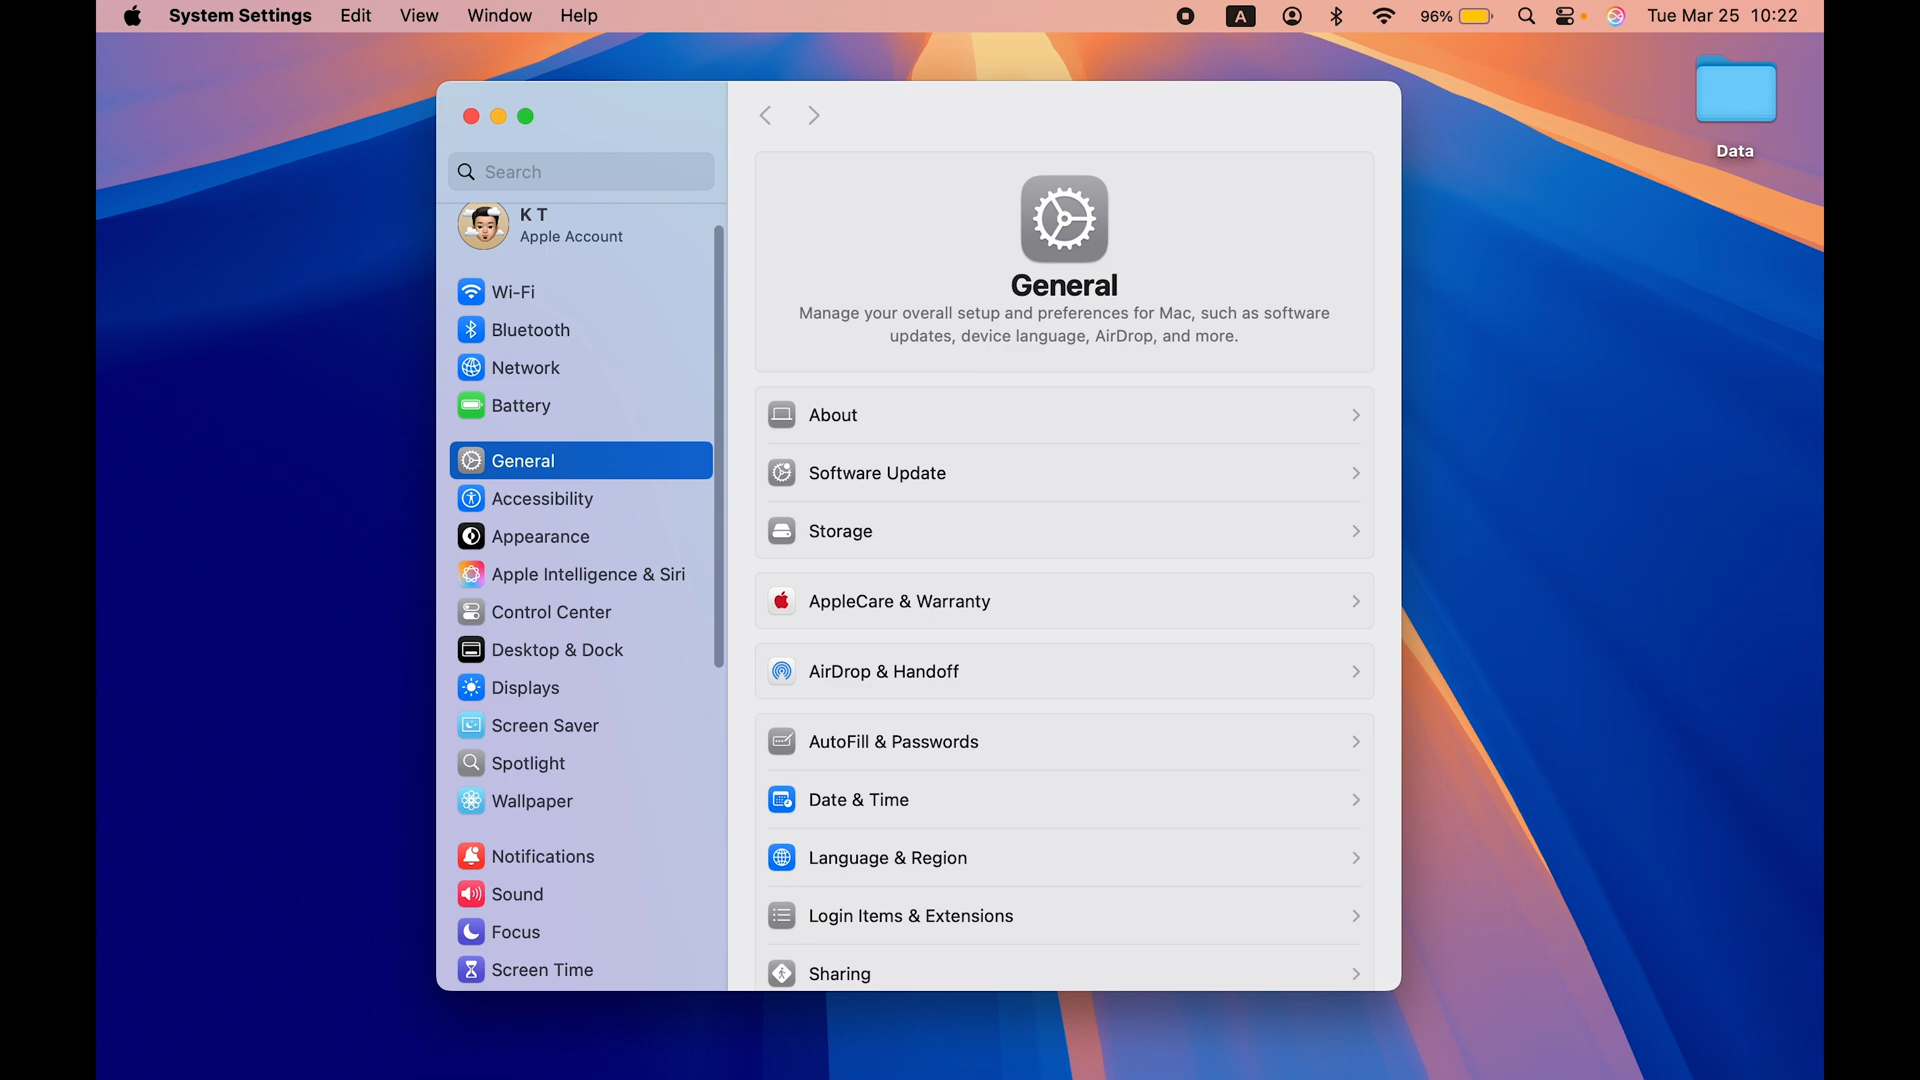 System Settings Edit View Window Help A 96% Tue Mar 25 10:22
Data
Search
K T
Apple Account
Wi-Fi
Bluetooth
Network
Battery
General
Accessibility
Appearance
Apple Intelligence & Siri
Control Center
Desktop & Dock
Displays
Screen Saver
Spotlight
Wallpaper
Notifications
Sound
Focus
Screen Time
General
Manage your overall setup and preferences for Mac, such as software
updates, device language, AirDrop, and more.
About
Software Update
Storage
AppleCare & Warranty
AirDrop & Handoff
AutoFill & Passwords
Date & Time
Language & Region
Login Items & Extensions
Sharing